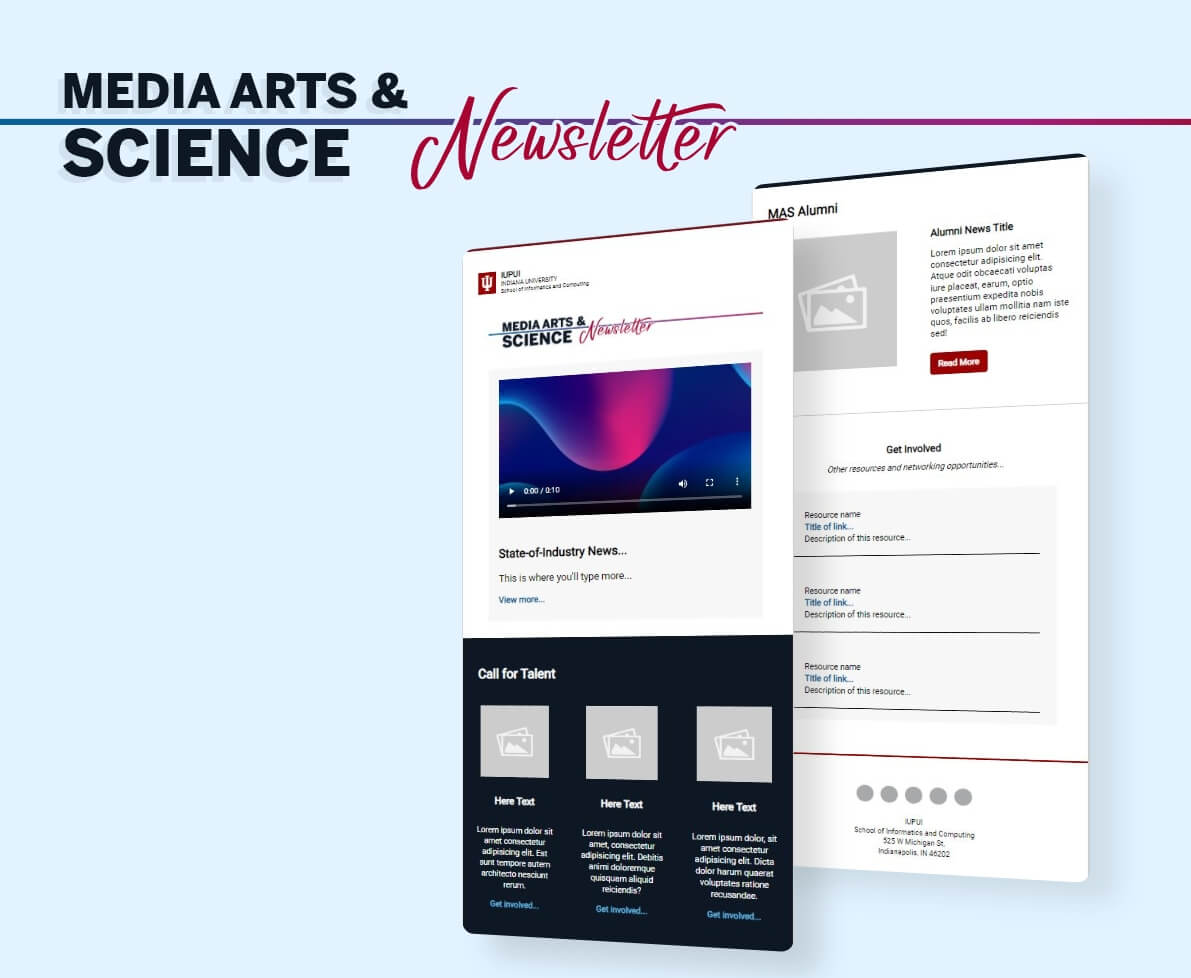 MEDIA ARTS &
SCIENCE
Newsletter
IUPUI
INDIANA UNIVERSITY
School of Informatics and Computing
MEDIA ARTS &
SCIENCE
Newsletter
0:00 / 0:10
State-of-Industry News...
This is where you'll type more...
View more...
Call for Talent
Here Text
Lorem ipsum dolor sit
amet consectetur
adipisicing elit. Est
sunt tempore autem
architecto nesciunt
rerum.
Get involved...
Here Text
Lorem ipsum dolor sit
amet, consectetur
adipisicing elit. Debitis
animi doloremque
quisquam aliquid
reiciendis?
Get involved...
Here Text
Lorem ipsum dolor, sit
amet consectetur
adipisicing elit. Dicta
dolor harum quaerat
voluptates ratione
recusandae.
Get involved...
MAS Alumni
Alumni News Title
Lorem ipsum dolor sit amet
consectetur adipisicing elit.
Atque odit obcaecati voluptas
iure placeat, earum, optio
praesentium expedita nobis
voluptates ullam mollitia nam iste
quos, facilis ab libero reiciendis
sed!
Read More
Get Involved
Other resources and networking opportunities...
Resource name
Title of link...
Description of this resource...
Resource name
Title of link...
Description of this resource...
Resource name
Title of link...
Description of this resource...
IUPUI
School of Informatics and Computing
525 W Michigan St.
Indianapolis, IN 46202